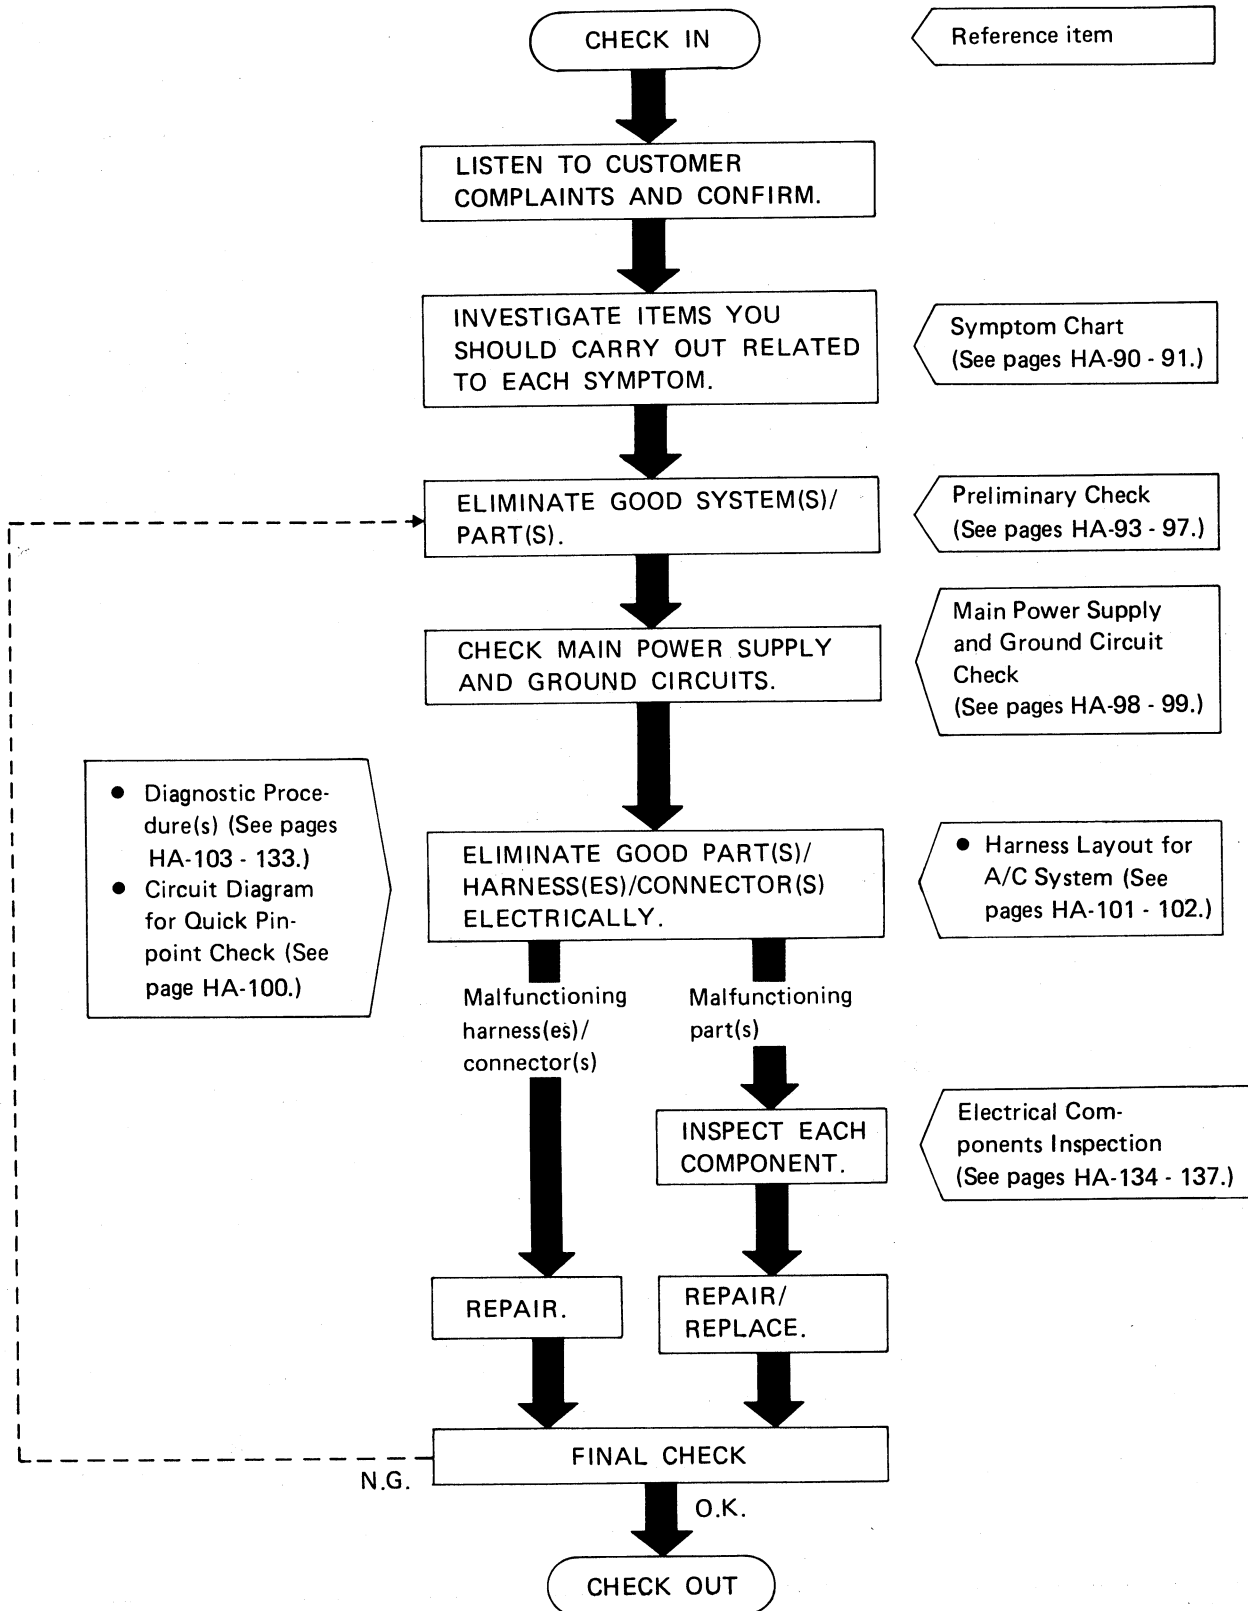 CHECK IN
Reference item
LISTEN TO CUSTOMER
COMPLAINTS AND CONFIRM.
INVESTIGATE ITEMS YOU
SHOULD CARRY OUT RELATED
TO EACH SYMPTOM.
Symptom Chart
(See pages HA-90 - 91.)
ELIMINATE GOOD SYSTEM(S)/
PART(S).
Preliminary Check
(See pages HA-93 - 97.)
CHECK MAIN POWER SUPPLY
AND GROUND CIRCUITS.
Main Power Supply
and Ground Circuit
Check
(See pages HA-98 - 99.)
● Diagnostic Proce-
dure(s) (See pages
HA-103 - 133.)
● Circuit Diagram
for Quick Pin-
point Check (See
page HA-100.)
ELIMINATE GOOD PART(S)/
HARNESS(ES)/CONNECTOR(S)
ELECTRICALLY.
● Harness Layout for
A/C System (See
pages HA-101 - 102.)
Malfunctioning
harness(es)/
connector(s)
Malfunctioning
part(s)
INSPECT EACH
COMPONENT.
Electrical Com-
ponents Inspection
(See pages HA-134 - 137.)
REPAIR.
REPAIR/
REPLACE.
FINAL CHECK
N.G.
O.K.
CHECK OUT